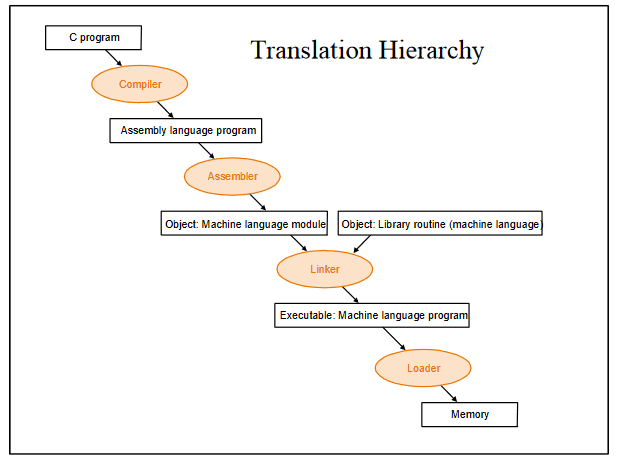 C program
Translation Hierarchy
Compiler
Assembly language program
Assembler
Object: Machine language module
Object: Library routine (machine language)
Linker
Executable: Machine language program
Loader
Memory